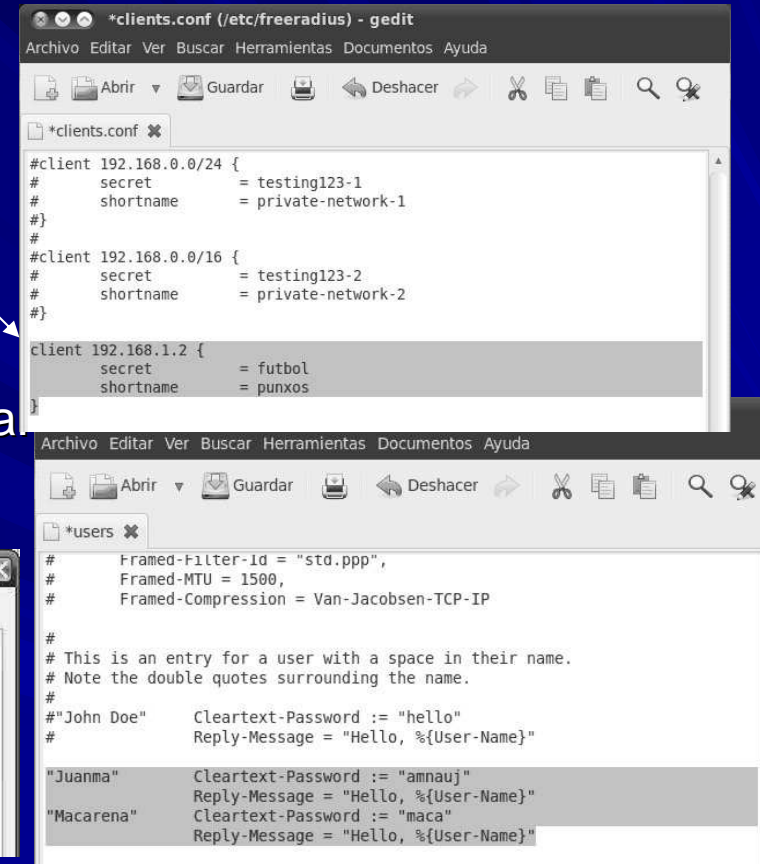 *clients.conf (/etc/freeradius) - gedit
Archivo Editar Ver Buscar Herramientas Documentos Ayuda
Abrir Guardar Deshacer
*clients.conf
#client 192.168.0.0/24 {
#       secret          = testing123-1
#       shortname       = private-network-1
#}
#
#client 192.168.0.0/16 {
#       secret          = testing123-2
#       shortname       = private-network-2
#}
client 192.168.1.2 {
        secret          = futbol
        shortname       = punxos
}
Archivo Editar Ver Buscar Herramientas Documentos Ayuda
Abrir Guardar Deshacer
*users
#       Framed-Filter-Id = "std.ppp",
#       Framed-MTU = 1500,
#       Framed-Compression = Van-Jacobsen-TCP-IP
#
# This is an entry for a user with a space in their name.
# Note the double quotes surrounding the name.
#
#"John Doe"     Cleartext-Password := "hello"
#               Reply-Message = "Hello, %{User-Name}"
"Juanma"        Cleartext-Password := "amnauj"
                Reply-Message = "Hello, %{User-Name}"
"Macarena"      Cleartext-Password := "maca"
                Reply-Message = "Hello, %{User-Name}"